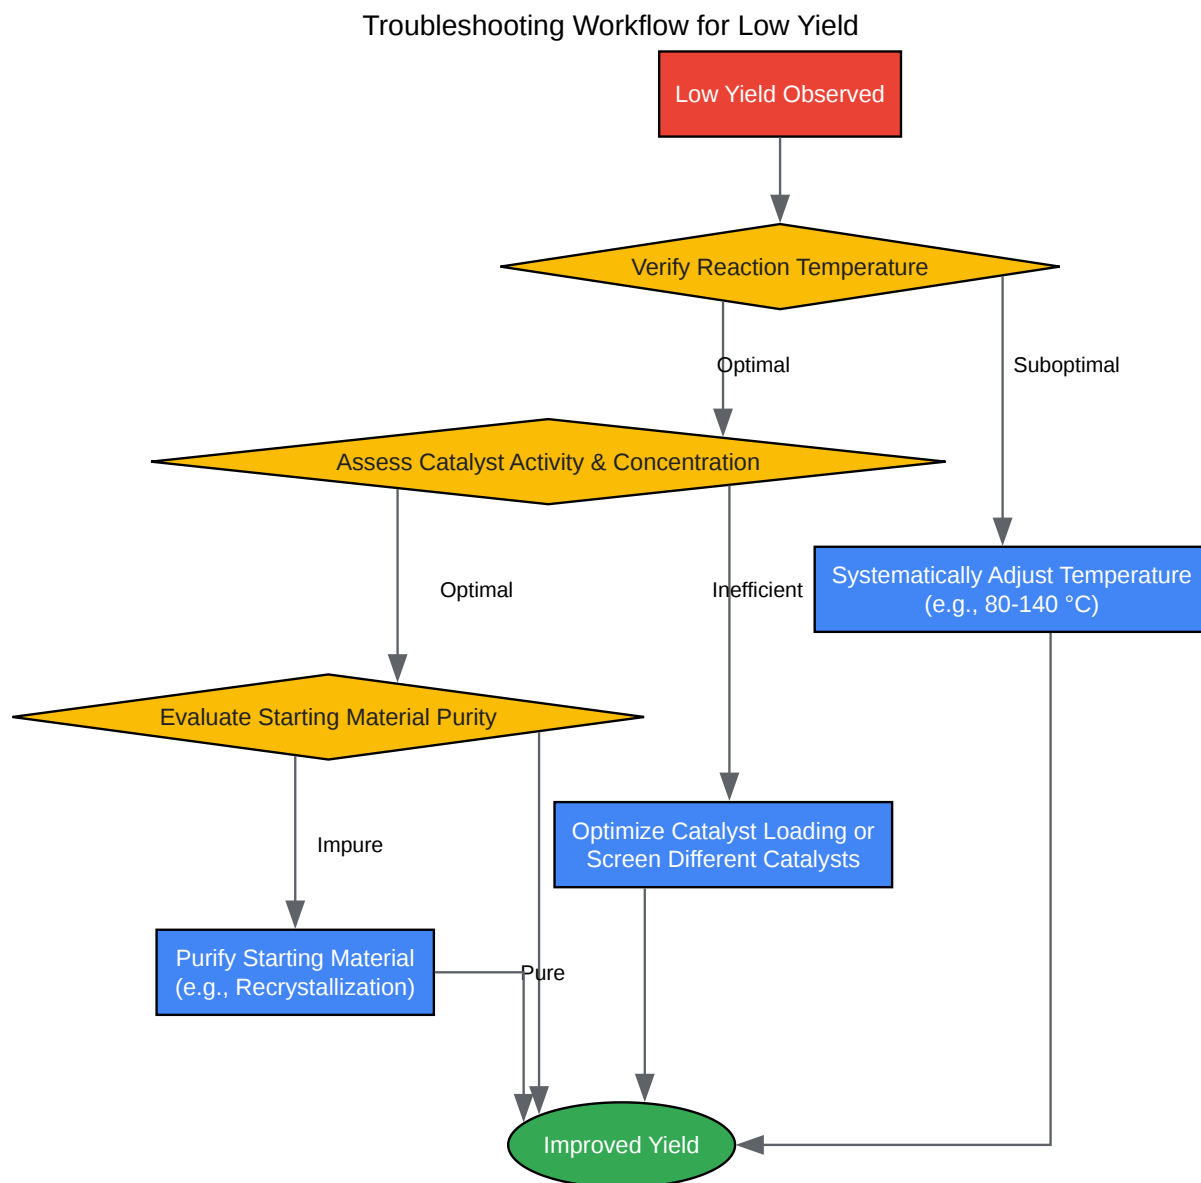 Troubleshooting Workflow for Low Yield
Low Yield Observed
Verify Reaction Temperature
Optimal
Suboptimal
Assess Catalyst Activity & Concentration
Optimal
Inefficient
Systematically Adjust Temperature
(e.g., 80-140 °C)
Evaluate Starting Material Purity
Impure
Optimize Catalyst Loading or
Screen Different Catalysts
Purify Starting Material
(e.g., Recrystallization)
Pure
Improved Yield